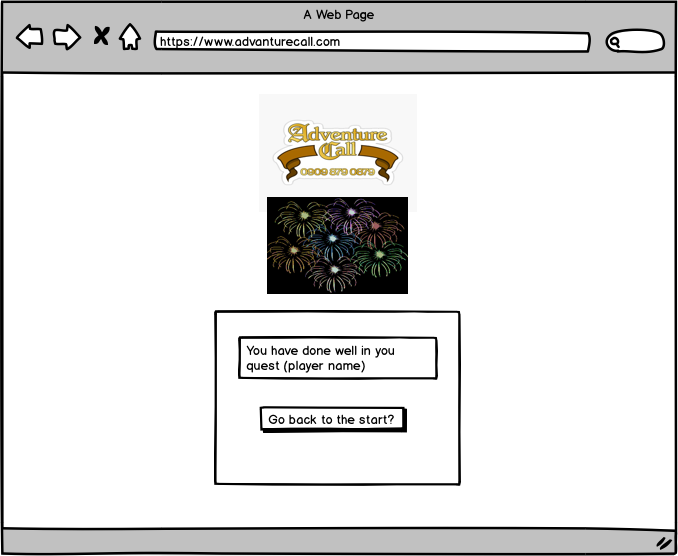 A Web Page
https://www.advanturecall.com
Adventure
Call
0909 879 0879
You have done well in you
quest (player name)
Go back to the start?